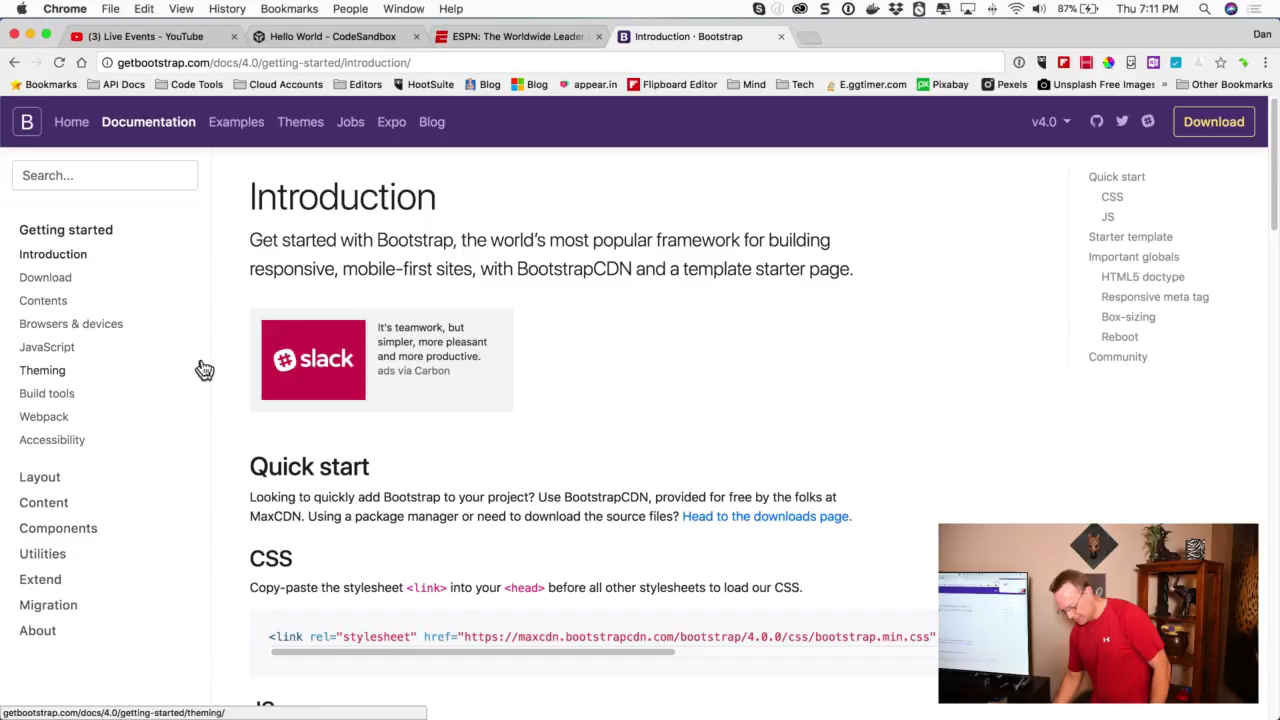 Chrome File Edit View History Bookmarks People Window Help 87% Thu 7:11 PM
(3) Live Events - YouTube Hello World - CodeSandbox ESPN: The Worldwide Leader Introduction · Bootstrap Dan
getbootstrap.com/docs/4.0/getting-started/introduction/
Bookmarks API Docs Code Tools Cloud Accounts Editors HootSuite Blog Blog appear.in Flipboard Editor Mind Tech E.ggtimer.com Pixabay Pexels Unsplash Free Images » Other Bookmarks
B Home Documentation Examples Themes Jobs Expo Blog v4.0 Download
Search...
Getting started
Introduction
Download
Contents
Browsers & devices
JavaScript
Theming
Build tools
Webpack
Accessibility
Layout
Content
Components
Utilities
Extend
Migration
About
Introduction
Get started with Bootstrap, the world's most popular framework for building
responsive, mobile-first sites, with BootstrapCDN and a template starter page.
slack
It's teamwork, but
simpler, more pleasant
and more productive.
ads via Carbon
Quick start
Looking to quickly add Bootstrap to your project? Use BootstrapCDN, provided for free by the folks at
MaxCDN. Using a package manager or need to download the source files? Head to the downloads page.
CSS
Copy-paste the stylesheet <link> into your <head> before all other stylesheets to load our CSS.
<link rel="stylesheet" href="https://maxcdn.bootstrapcdn.com/bootstrap/4.0.0/css/bootstrap.min.css"
Quick start
CSS
JS
Starter template
Important globals
HTML5 doctype
Responsive meta tag
Box-sizing
Reboot
Community
getbootstrap.com/docs/4.0/getting-started/theming/